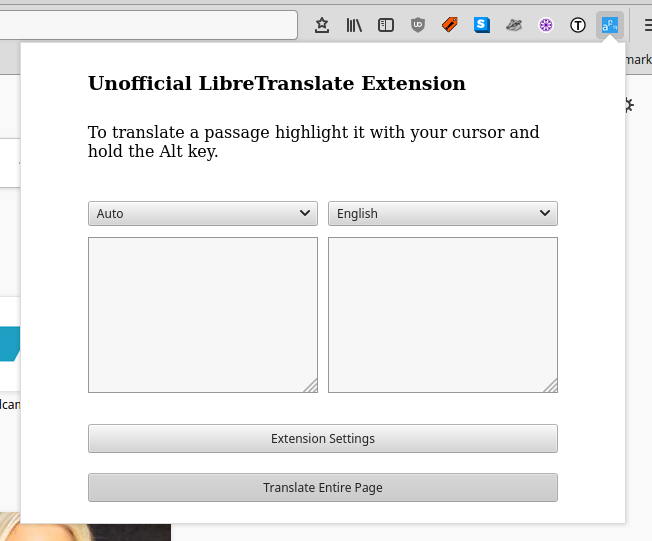 Unofficial LibreTranslate Extension
To translate a passage highlight it with your cursor and
hold the Alt key.
Auto
English
Extension Settings
Translate Entire Page
mark
lcam